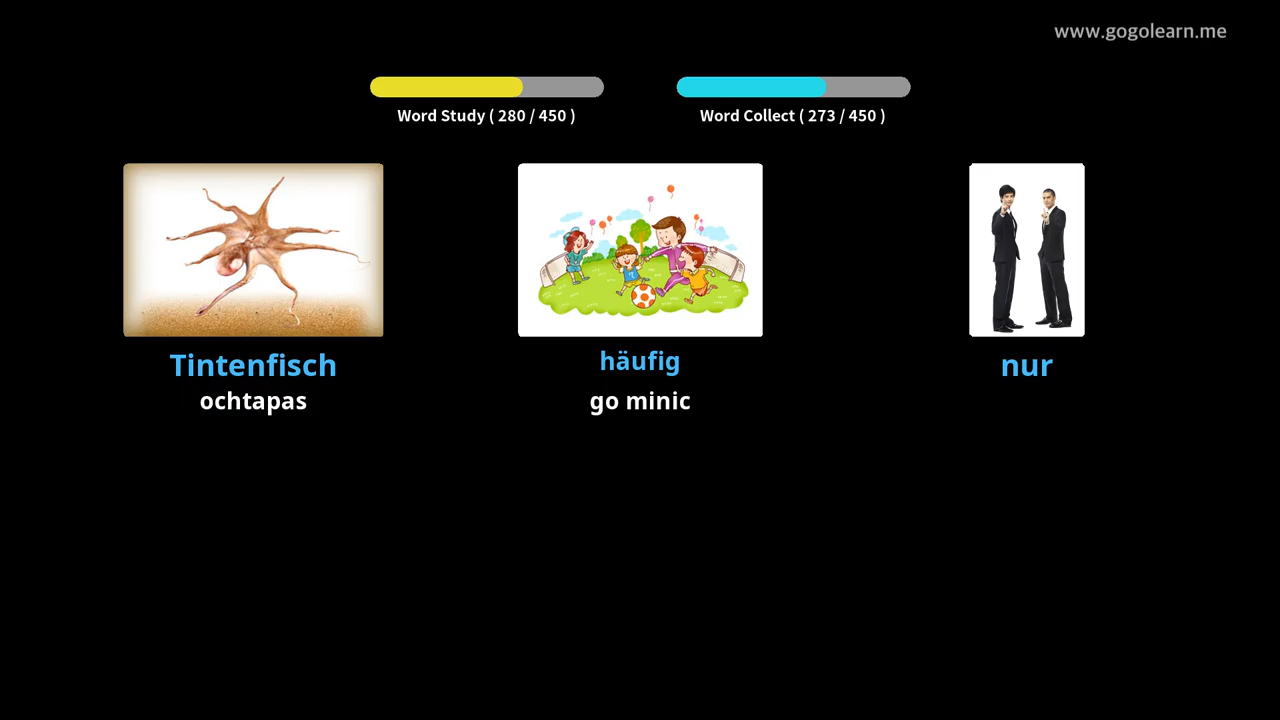 www.gogolearn.me
Word Study ( 280 / 450 )
Word Collect ( 273 / 450 )
Tintenfisch
ochtapas
häufig
go minic
nur